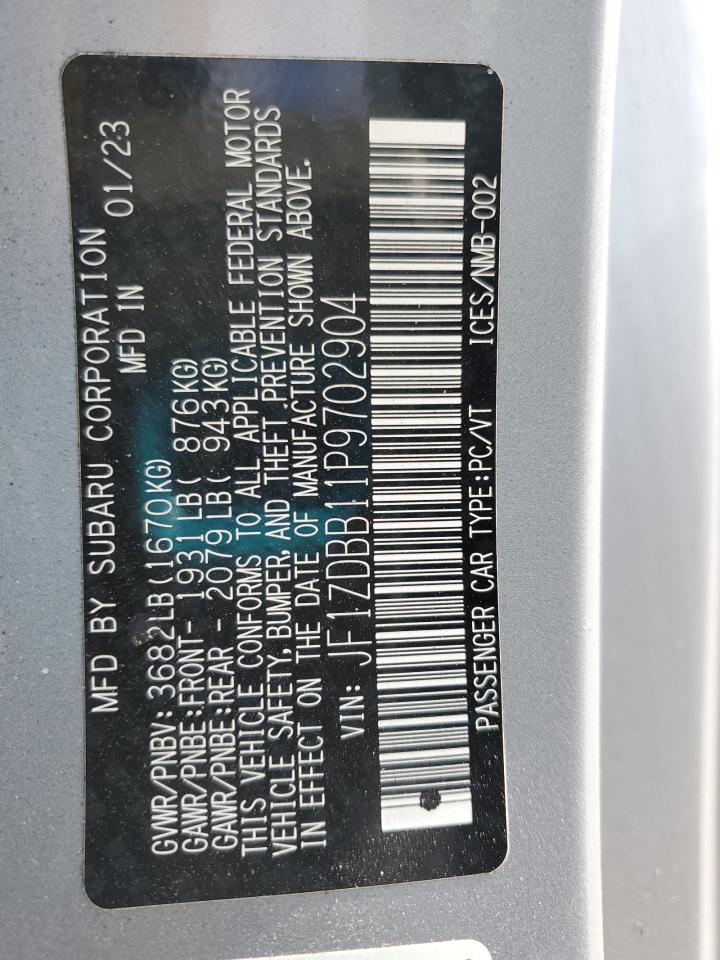 MFD BY SUBARU CORPORATION
MFD IN 01/23
GVWR/PNBV: 3682LB(1670KG)
GAWR/PNBE:FRONT- 1931LB( 876KG)
GAWR/PNBE:REAR - 2079LB( 943KG)
THIS VEHICLE CONFORMS TO ALL APPLICABLE FEDERAL MOTOR
VEHICLE SAFETY, BUMPER, AND THEFT PREVENTION STANDARDS
IN EFFECT ON THE DATE OF MANUFACTURE SHOWN ABOVE.
VIN: JF1ZDBB11P9702904
PASSENGER CAR TYPE:PC/VT ICES/NMB-002